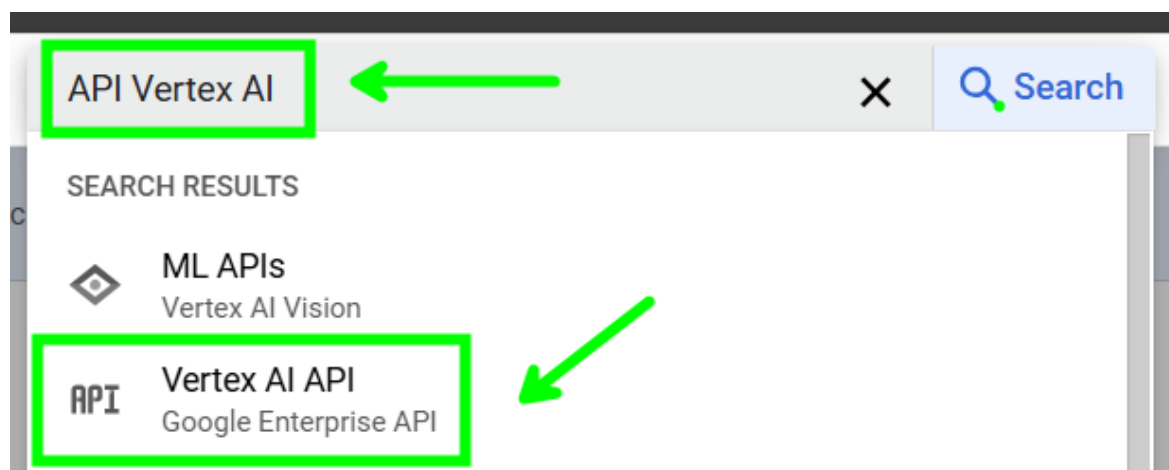 API Vertex AI
Search
SEARCH RESULTS
ML APIs
Vertex AI Vision
API
Vertex AI API
Google Enterprise API